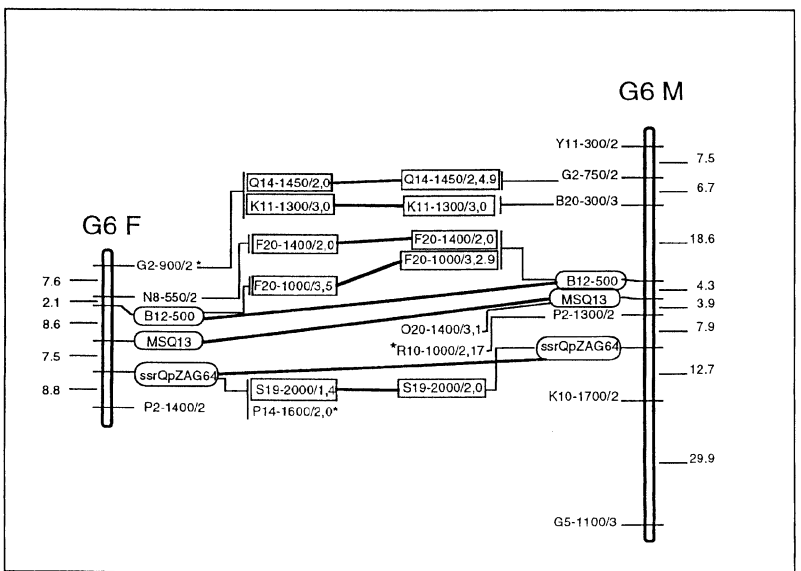 G6 M
Y11-300/2
7.5
Q14-1450/2,0
Q14-1450/2,4.9
G2-750/2
6.7
K11-1300/3,0
K11-1300/3,0
B20-300/3
G6 F
F20-1400/2,0
F20-1400/2,0
18.6
G2-900/2 *
F20-1000/3,2.9
7.6
F20-1000/3,5
B12-500
4.3
2.1
N8-550/2
MSQ13
3.9
B12-500
P2-1300/2
8.6
O20-1400/3,1
7.9
MSQ13
*R10-1000/2,17
ssrQpZAG64
7.5
ssrQpZAG64
12.7
8.8
S19-2000/1,4
S19-2000/2,0
K10-1700/2
P2-1400/2
P14-1600/2,0*
29.9
G5-1100/3